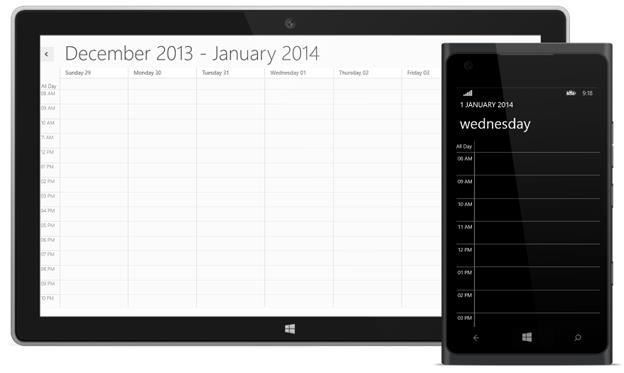 December 2013 - January 2014
Sunday 29 Monday 30 Tuesday 31 Wednesday 01 Thursday 02 Friday 03
All Day
08 AM
09 AM
10 AM
11 AM
12 PM
01 PM
02 PM
03 PM
04 PM
05 PM
06 PM
07 PM
08 PM
09 PM
10 PM
9:18
1 JANUARY 2014
wednesday
All Day
08 AM
09 AM
10 AM
11 AM
12 PM
01 PM
02 PM
03 PM